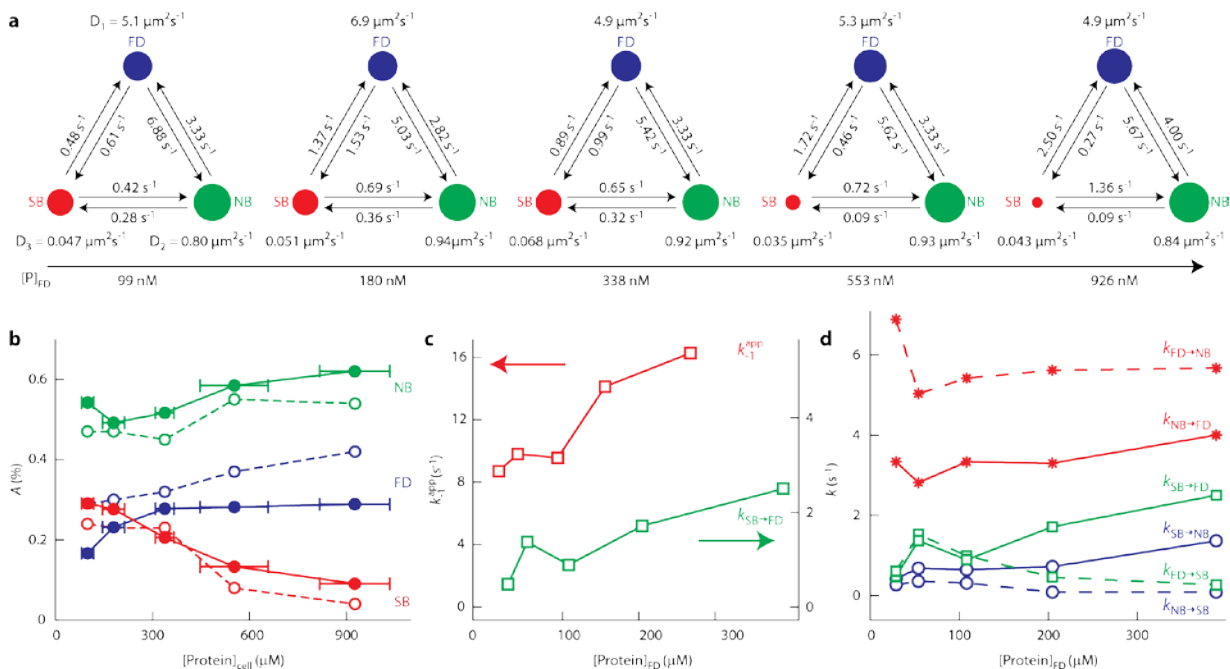 a
D1 = 5.1 µm²s⁻¹
6.9 µm²s⁻¹
4.9 µm²s⁻¹
5.3 µm²s⁻¹
4.9 µm²s⁻¹
FD
FD
FD
FD
FD
0.48 s⁻¹
0.61 s⁻¹
6.88 s⁻¹
3.33 s⁻¹
1.37 s⁻¹
1.53 s⁻¹
5.03 s⁻¹
2.82 s⁻¹
0.89 s⁻¹
0.99 s⁻¹
5.42 s⁻¹
3.33 s⁻¹
1.72 s⁻¹
0.46 s⁻¹
5.62 s⁻¹
3.33 s⁻¹
2.50 s⁻¹
0.27 s⁻¹
5.67 s⁻¹
4.00 s⁻¹
0.42 s⁻¹
0.69 s⁻¹
0.65 s⁻¹
0.72 s⁻¹
1.36 s⁻¹
SB NB
SB NB
SB NB
SB NB
SB NB
0.28 s⁻¹
0.36 s⁻¹
0.32 s⁻¹
0.09 s⁻¹
0.09 s⁻¹
D3 = 0.047 µm²s⁻¹ D2 = 0.80 µm²s⁻¹
0.051 µm²s⁻¹ 0.94µm²s⁻¹
0.068 µm²s⁻¹ 0.92 µm²s⁻¹
0.035 µm²s⁻¹ 0.93 µm²s⁻¹
0.043 µm²s⁻¹ 0.84 µm²s⁻¹
[P]FD 99 nM 180 nM 338 nM 553 nM 926 nM
b
A (%)
0.6
0.4
0.2
0
NB
FD
SB
0 300 600 900
[Protein]cell (µM)
c
k-1^app (s⁻¹)
16
12
8
4
0
k-1^app
kSB→FD
4
2
0
0 100 200 300
[Protein]FD (µM)
d
k (s⁻¹)
6
4
2
0
kFD→NB
kNB→FD
kSB→FD
kSB→NB
kFD→SB
kNB→SB
0 100 200 300
[Protein]FD (µM)